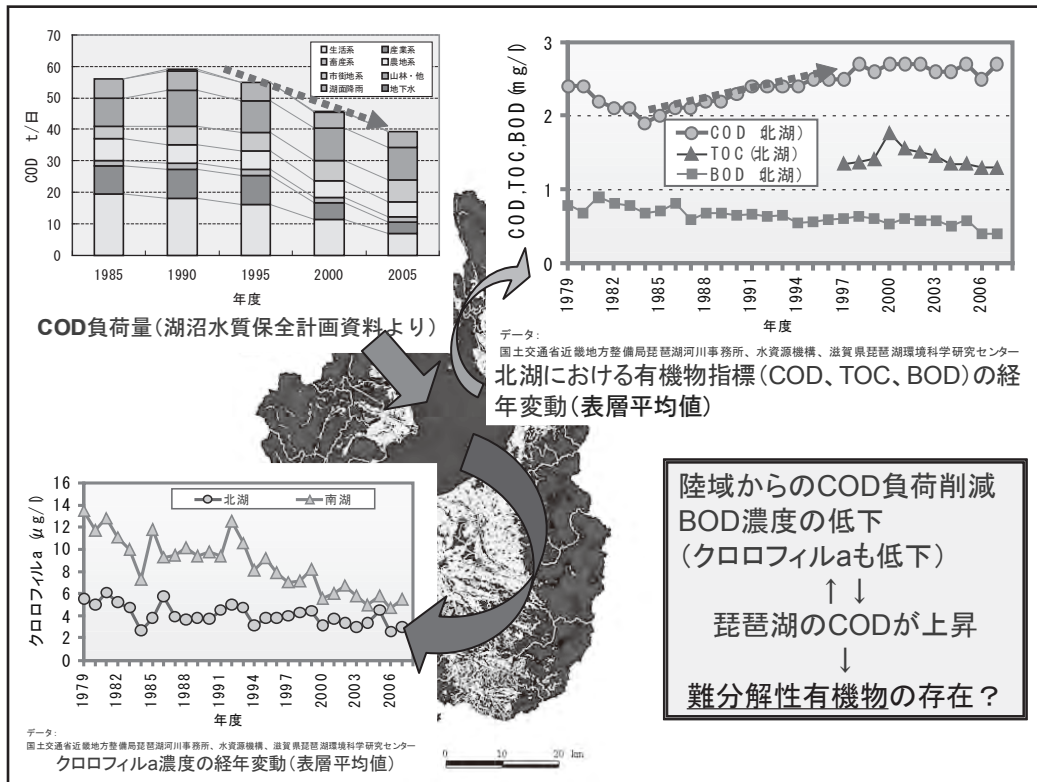 70
60
50
40
30
20
10
0
COD t/日
生活系 産業系
畜産系 農地系
市街地系 山林・他
湖面降雨 地下水
1985 1990 1995 2000 2005
年度
COD負荷量(湖沼水質保全計画資料より)
3
2
1
0
COD,TOC,BOD(mg/l)
COD 北湖)
TOC(北湖)
BOD 北湖)
1979 1982 1985 1988 1991 1994 1997 2000 2003 2006
年度
データ:
国土交通省近畿地方整備局琵琶湖河川事務所、水資源機構、滋賀県琵琶湖環境科学研究センター
北湖における有機物指標(COD、TOC、BOD)の経
年変動(表層平均値)
16
14
12
10
8
6
4
2
0
クロロフィルa (μg/l)
北湖 南湖
1979 1982 1985 1988 1991 1994 1997 2000 2003 2006
年度
データ:
国土交通省近畿地方整備局琵琶湖河川事務所、水資源機構、滋賀県琵琶湖環境科学研究センター
クロロフィルa濃度の経年変動(表層平均値)
0 10 20 km
陸域からのCOD負荷削減
BOD濃度の低下
(クロロフィルaも低下)
↑ ↓
琵琶湖のCODが上昇
↓
難分解性有機物の存在?